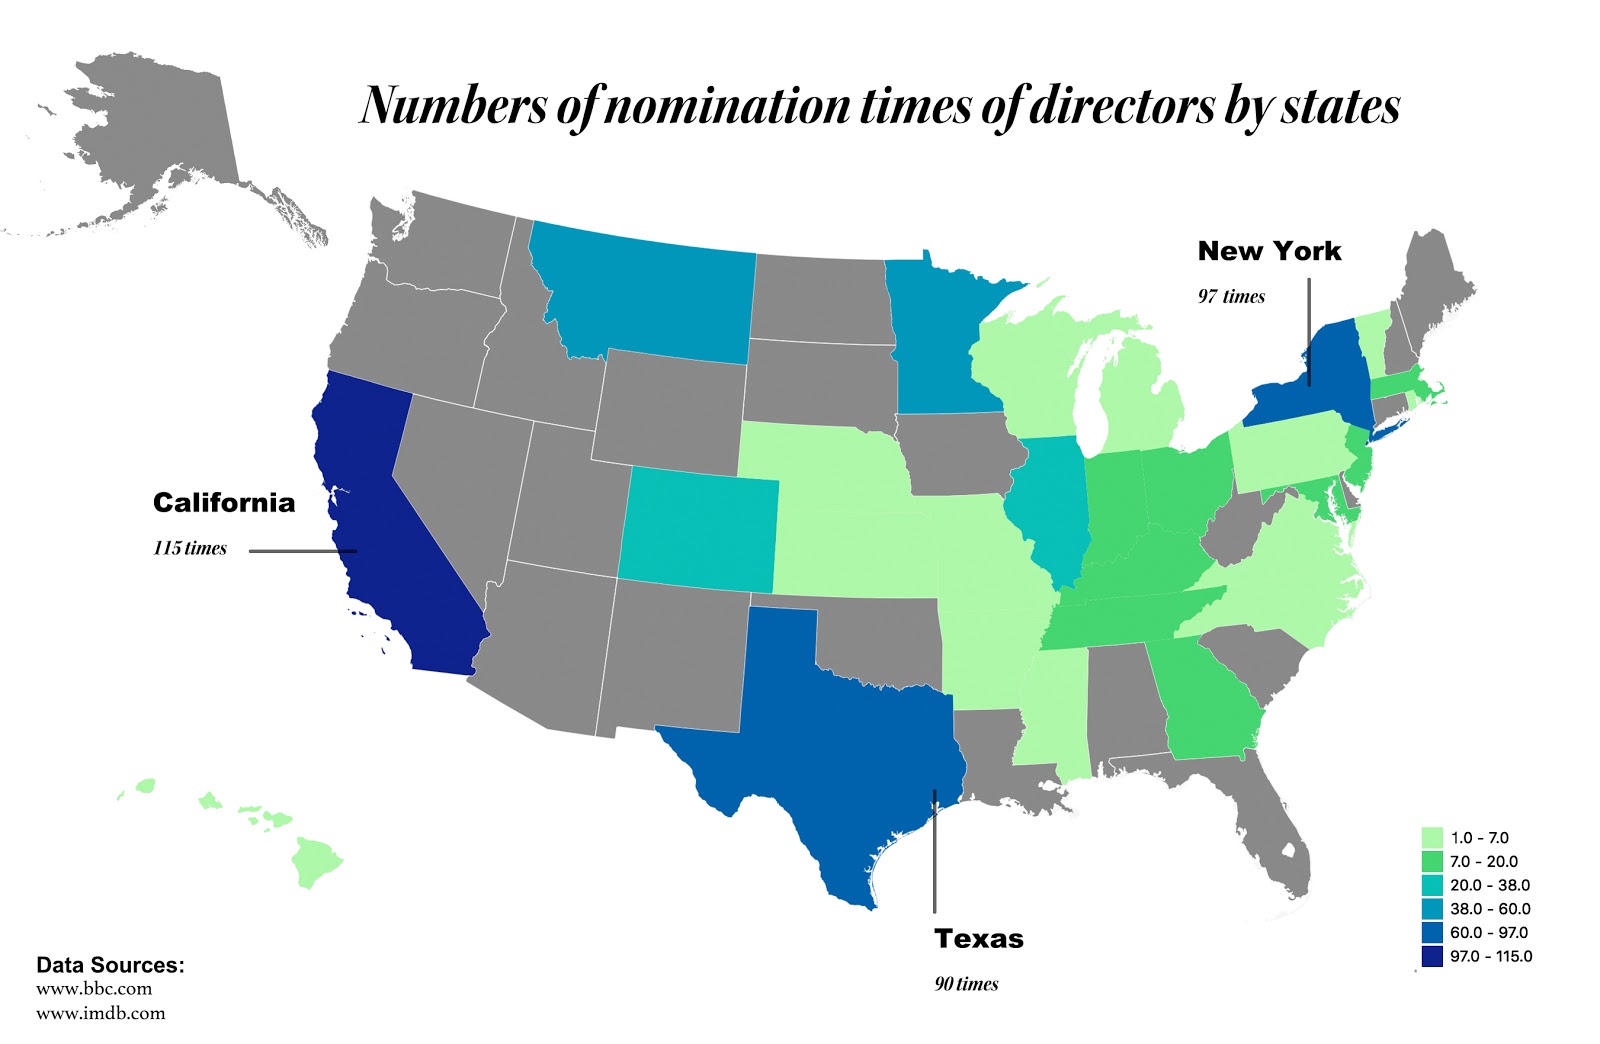 Numbers of nomination times of directors by states
New York
97 times
California
115 times
Texas
90 times
1.0 - 7.0
7.0 - 20.0
20.0 - 38.0
38.0 - 60.0
60.0 - 97.0
97.0 - 115.0
Data Sources:
www.bbc.com
www.imdb.com